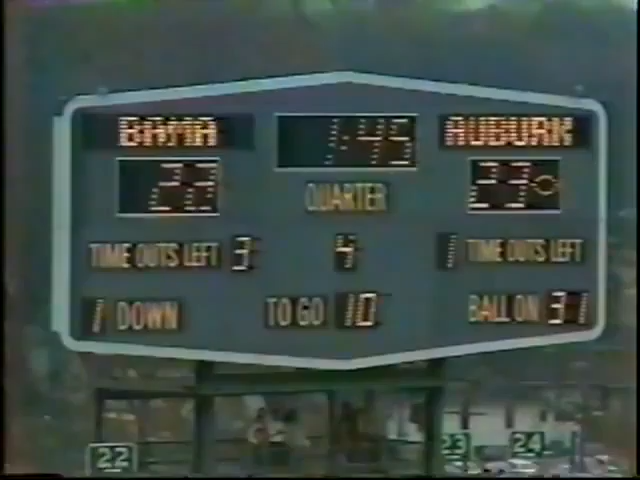 BAMA 1:45 AUBURN
20 23
QUARTER
TIME OUTS LEFT 3 4 1 TIME OUTS LEFT
1 DOWN TO GO 10 BALL ON 31
22 23 24